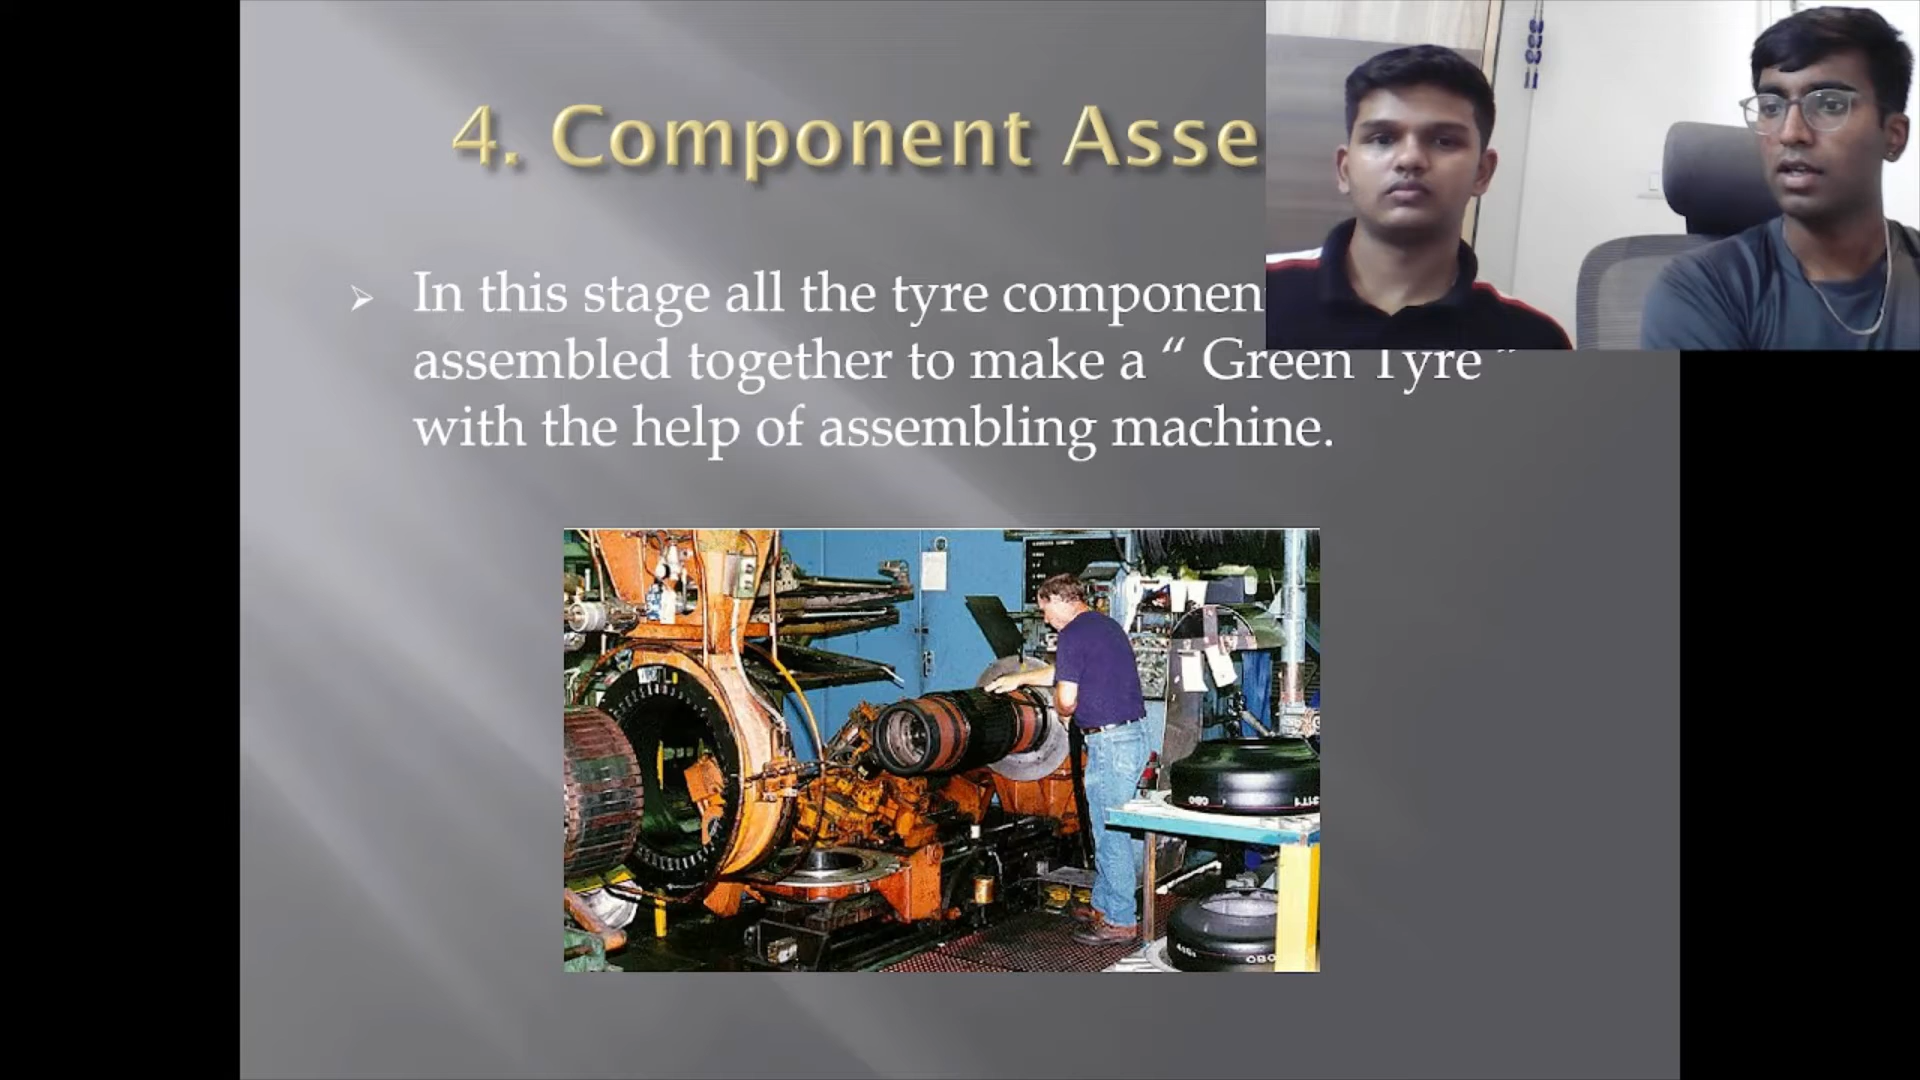 4. Component Asse
In this stage all the tyre componen
assembled together to make a “ Green Tyre ”
with the help of assembling machine.